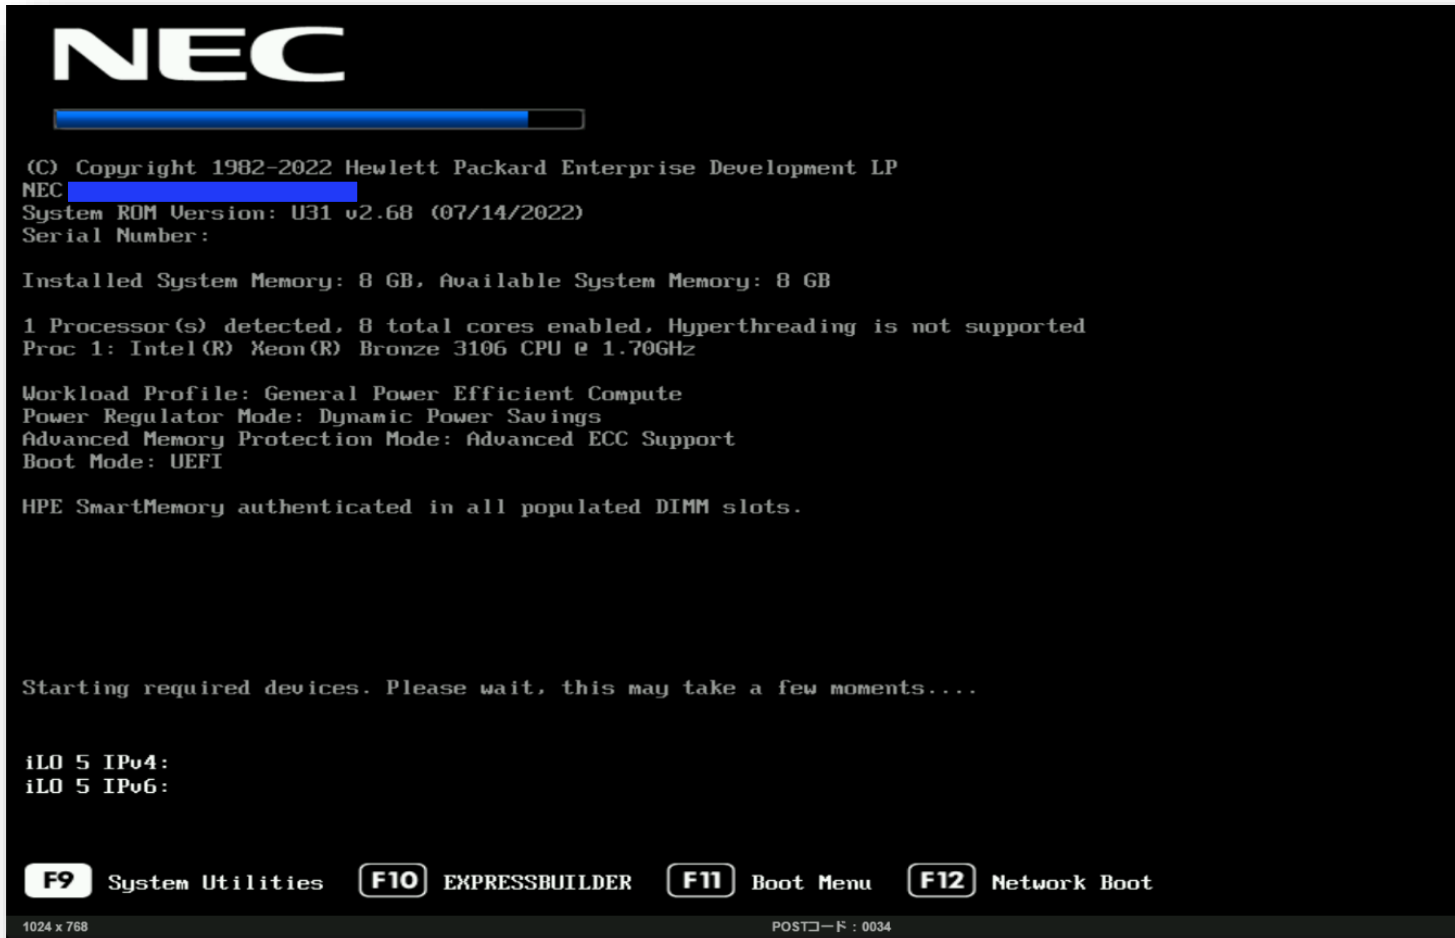 NEC
(C) Copyright 1982-2022 Hewlett Packard Enterprise Development LP
NEC
System ROM Version: U31 v2.68 (07/14/2022)
Serial Number:
Installed System Memory: 8 GB, Available System Memory: 8 GB
1 Processor(s) detected, 8 total cores enabled, Hyperthreading is not supported
Proc 1: Intel(R) Xeon(R) Bronze 3106 CPU @ 1.70GHz
Workload Profile: General Power Efficient Compute
Power Regulator Mode: Dynamic Power Savings
Advanced Memory Protection Mode: Advanced ECC Support
Boot Mode: UEFI
HPE SmartMemory authenticated in all populated DIMM slots.
Starting required devices. Please wait, this may take a few moments....
iLO 5 IPv4:
iLO 5 IPv6:
F9 System Utilities F10 EXPRESSBUILDER F11 Boot Menu F12 Network Boot
1024 x 768 POSTコード : 0034